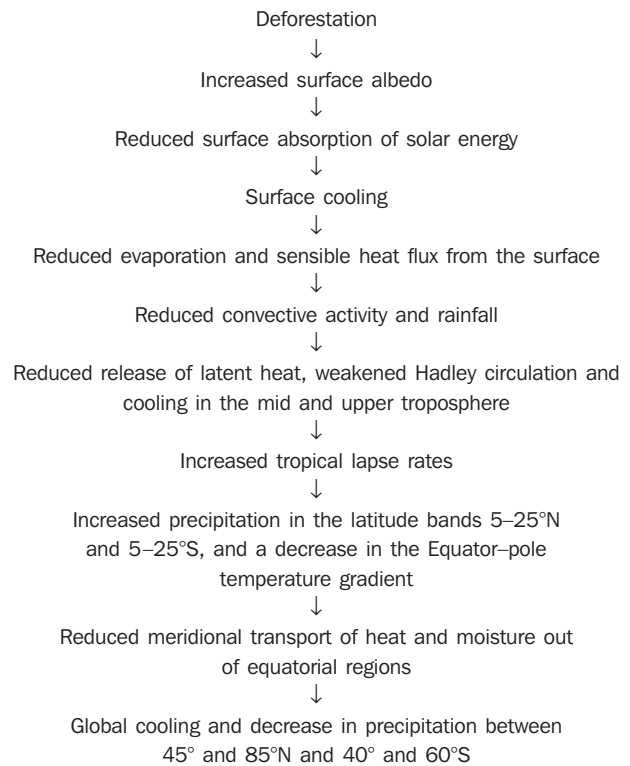 Deforestation
↓
Increased surface albedo
↓
Reduced surface absorption of solar energy
↓
Surface cooling
↓
Reduced evaporation and sensible heat flux from the surface
↓
Reduced convective activity and rainfall
↓
Reduced release of latent heat, weakened Hadley circulation and
cooling in the mid and upper troposphere
↓
Increased tropical lapse rates
↓
Increased precipitation in the latitude bands 5–25°N
and 5–25°S, and a decrease in the Equator–pole
temperature gradient
↓
Reduced meridional transport of heat and moisture out
of equatorial regions
↓
Global cooling and decrease in precipitation between
45° and 85°N and 40° and 60°S